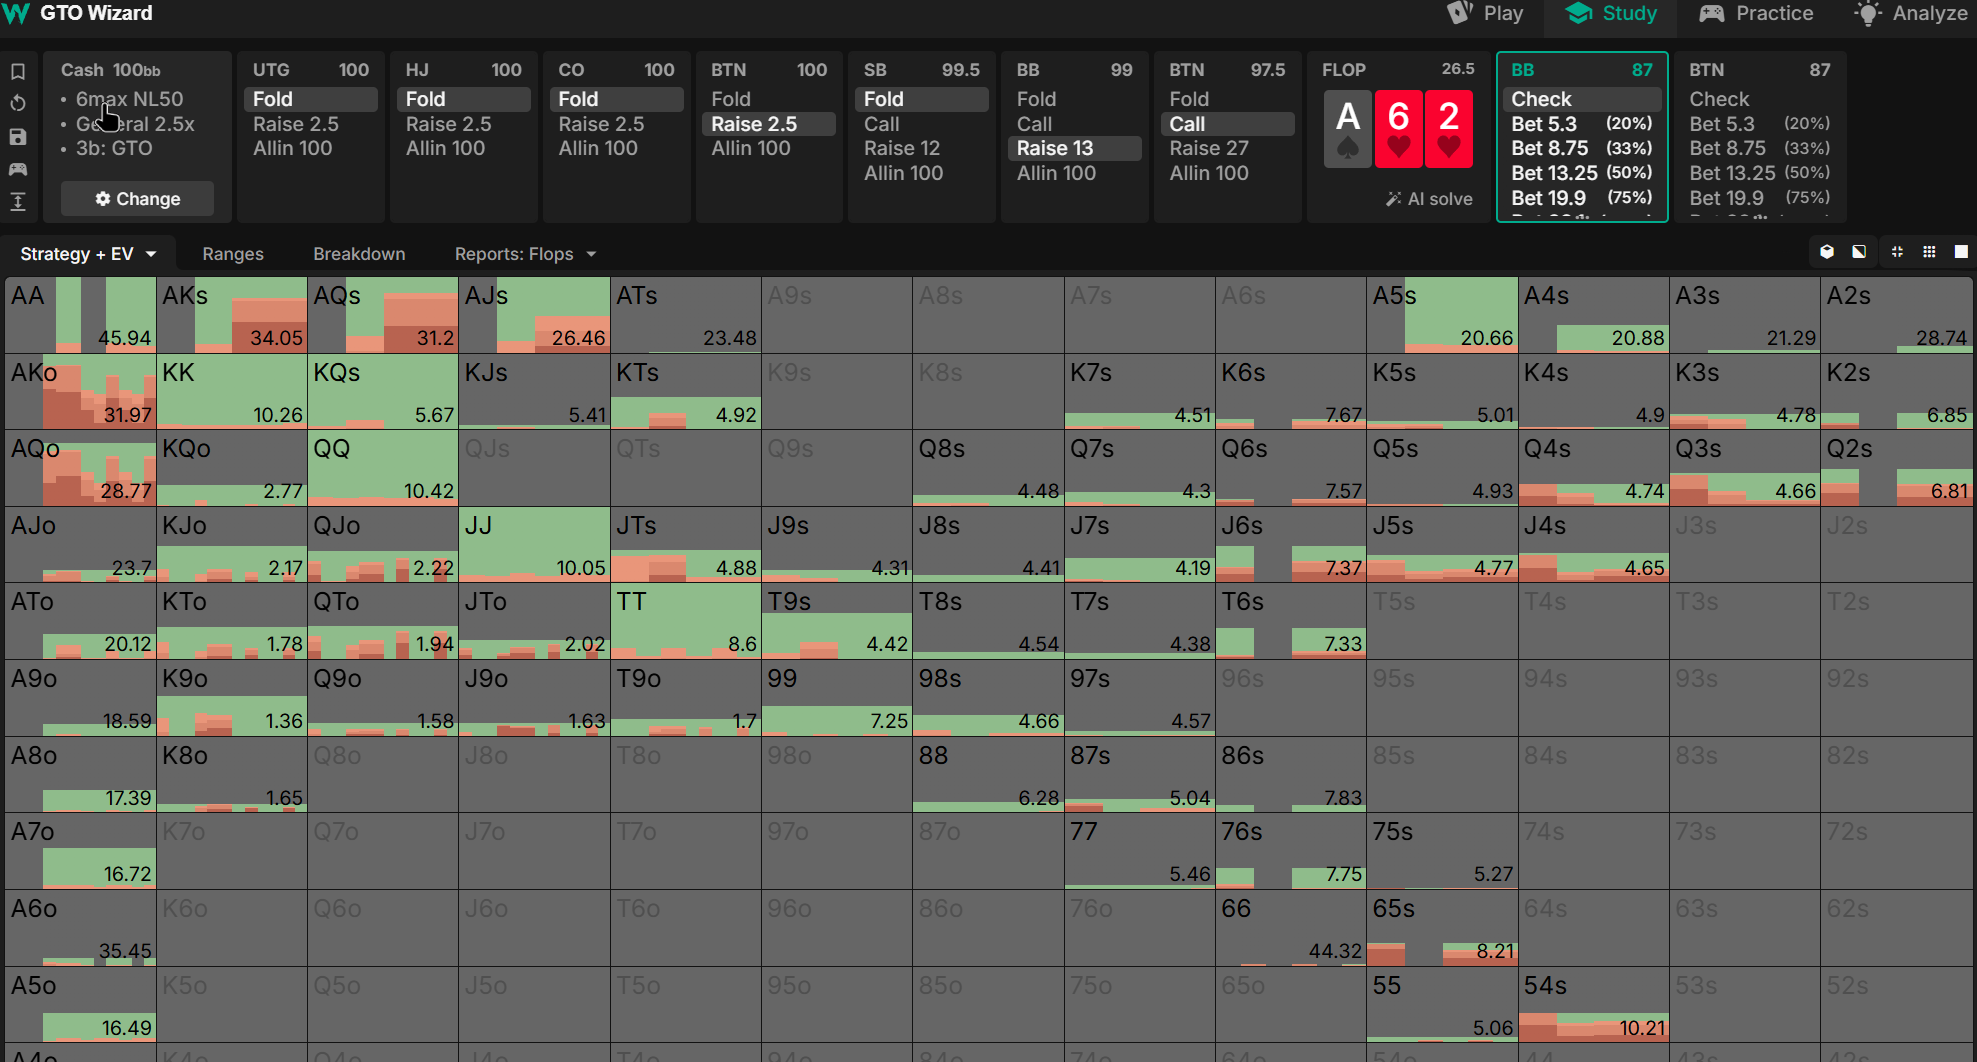 GTO Wizard
Play
Study
Practice
Analyze
Cash 100bb
• 6max NL50
• General 2.5x
• 3b: GTO
Change
UTG 100
Fold
Raise 2.5
Allin 100
HJ 100
Fold
Raise 2.5
Allin 100
CO 100
Fold
Raise 2.5
Allin 100
BTN 100
Fold
Raise 2.5
Allin 100
SB 99.5
Fold
Call
Raise 12
Allin 100
BB 99
Fold
Call
Raise 13
Allin 100
BTN 97.5
Fold
Call
Raise 27
Allin 100
FLOP 26.5
A 6 2
AI solve
BB 87
Check
Bet 5.3 (20%)
Bet 8.75 (33%)
Bet 13.25 (50%)
Bet 19.9 (75%)
BTN 87
Check
Bet 5.3 (20%)
Bet 8.75 (33%)
Bet 13.25 (50%)
Bet 19.9 (75%)
Strategy + EV Ranges Breakdown Reports: Flops
AA AKs AQs AJs ATs A9s A8s A7s A6s A5s A4s A3s A2s
45.94 34.05 31.2 26.46 23.48 20.66 20.88 21.29 28.74
AKo KK KQs KJs KTs K9s K8s K7s K6s K5s K4s K3s K2s
31.97 10.26 5.67 5.41 4.92 4.51 7.67 5.01 4.9 4.78 6.85
AQo KQo QQ QJs QTs Q9s Q8s Q7s Q6s Q5s Q4s Q3s Q2s
28.77 2.77 10.42 4.48 4.3 7.57 4.93 4.74 4.66 6.81
AJo KJo QJo JJ JTs J9s J8s J7s J6s J5s J4s J3s J2s
23.7 2.17 2.22 10.05 4.88 4.31 4.41 4.19 7.37 4.77 4.65
ATo KTo QTo JTo TT T9s T8s T7s T6s T5s T4s T3s T2s
20.12 1.78 1.94 2.02 8.6 4.42 4.54 4.38 7.33
A9o K9o Q9o J9o T9o 99 98s 97s 96s 95s 94s 93s 92s
18.59 1.36 1.58 1.63 1.7 7.25 4.66 4.57
A8o K8o Q8o J8o T8o 98o 88 87s 86s 85s 84s 83s 82s
17.39 1.65 6.28 5.04 7.83
A7o K7o Q7o J7o T7o 97o 87o 77 76s 75s 74s 73s 72s
16.72 5.46 7.75 5.27
A6o K6o Q6o J6o T6o 96o 86o 76o 66 65s 64s 63s 62s
35.45 44.32 8.21
A5o K5o Q5o J5o T5o 95o 85o 75o 65o 55 54s 53s 52s
16.49 5.06 10.21
A4o K4o Q4o J4o T4o 94o 84o 74o 64o 54o 44 43s 42s